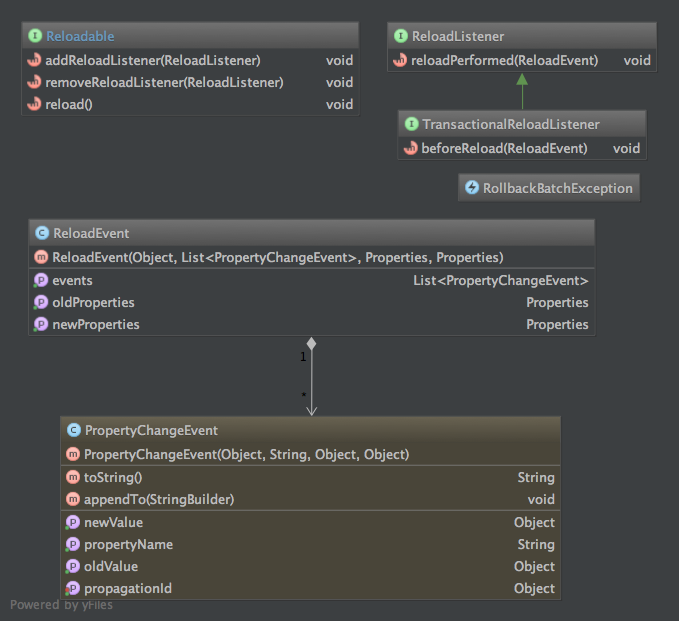 Reloadable
addReloadListener(ReloadListener) void
removeReloadListener(ReloadListener) void
reload() void
ReloadListener
reloadPerformed(ReloadEvent) void
TransactionalReloadListener
beforeReload(ReloadEvent) void
RollbackBatchException
ReloadEvent
ReloadEvent(Object, List<PropertyChangeEvent>, Properties, Properties)
events List<PropertyChangeEvent>
oldProperties Properties
newProperties Properties
1
*
PropertyChangeEvent
PropertyChangeEvent(Object, String, Object, Object)
toString() String
appendTo(StringBuilder) void
newValue Object
propertyName String
oldValue Object
propagationId Object
Powered by yFiles